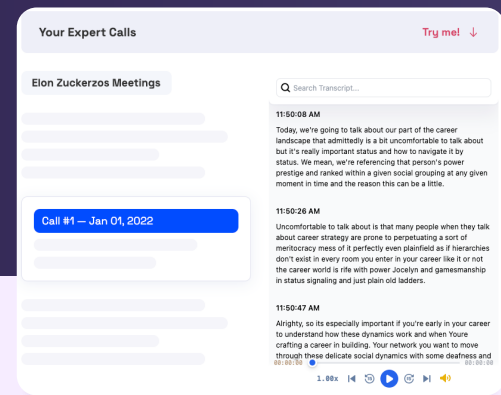 Your Expert Calls
Try me! ↓
Elon Zuckerzos Meetings
Call #1 — Jan 01, 2022
Search Transcript...
11:50:08 AM
Today, we're going to talk about our part of the career
landscape that admittedly is a bit uncomfortable to talk about
but it's really important status and how to navigate it by
status. We mean, we're referencing that person's power
prestige and ranked within a given social grouping at any given
moment in time and the reason this can be a little.
11:50:26 AM
Uncomfortable to talk about is that many people when they talk
about career strategy are prone to perpetuating a sort of
meritocracy mess of it perfectly even plainfield as if hierarchies
don't exist in every room you enter in your career like it or not
the career world is rife with power Jocelyn and gamesmanship
in status signaling and just plain old ladders.
11:50:47 AM
Alrighty, so its especially important if you're early in your career
to understand how these dynamics work and when Youre
crafting a career in building. Your network you want to move
through these delicate social dynamics with some deafness and
00:00:00
00:00:00
1.00x